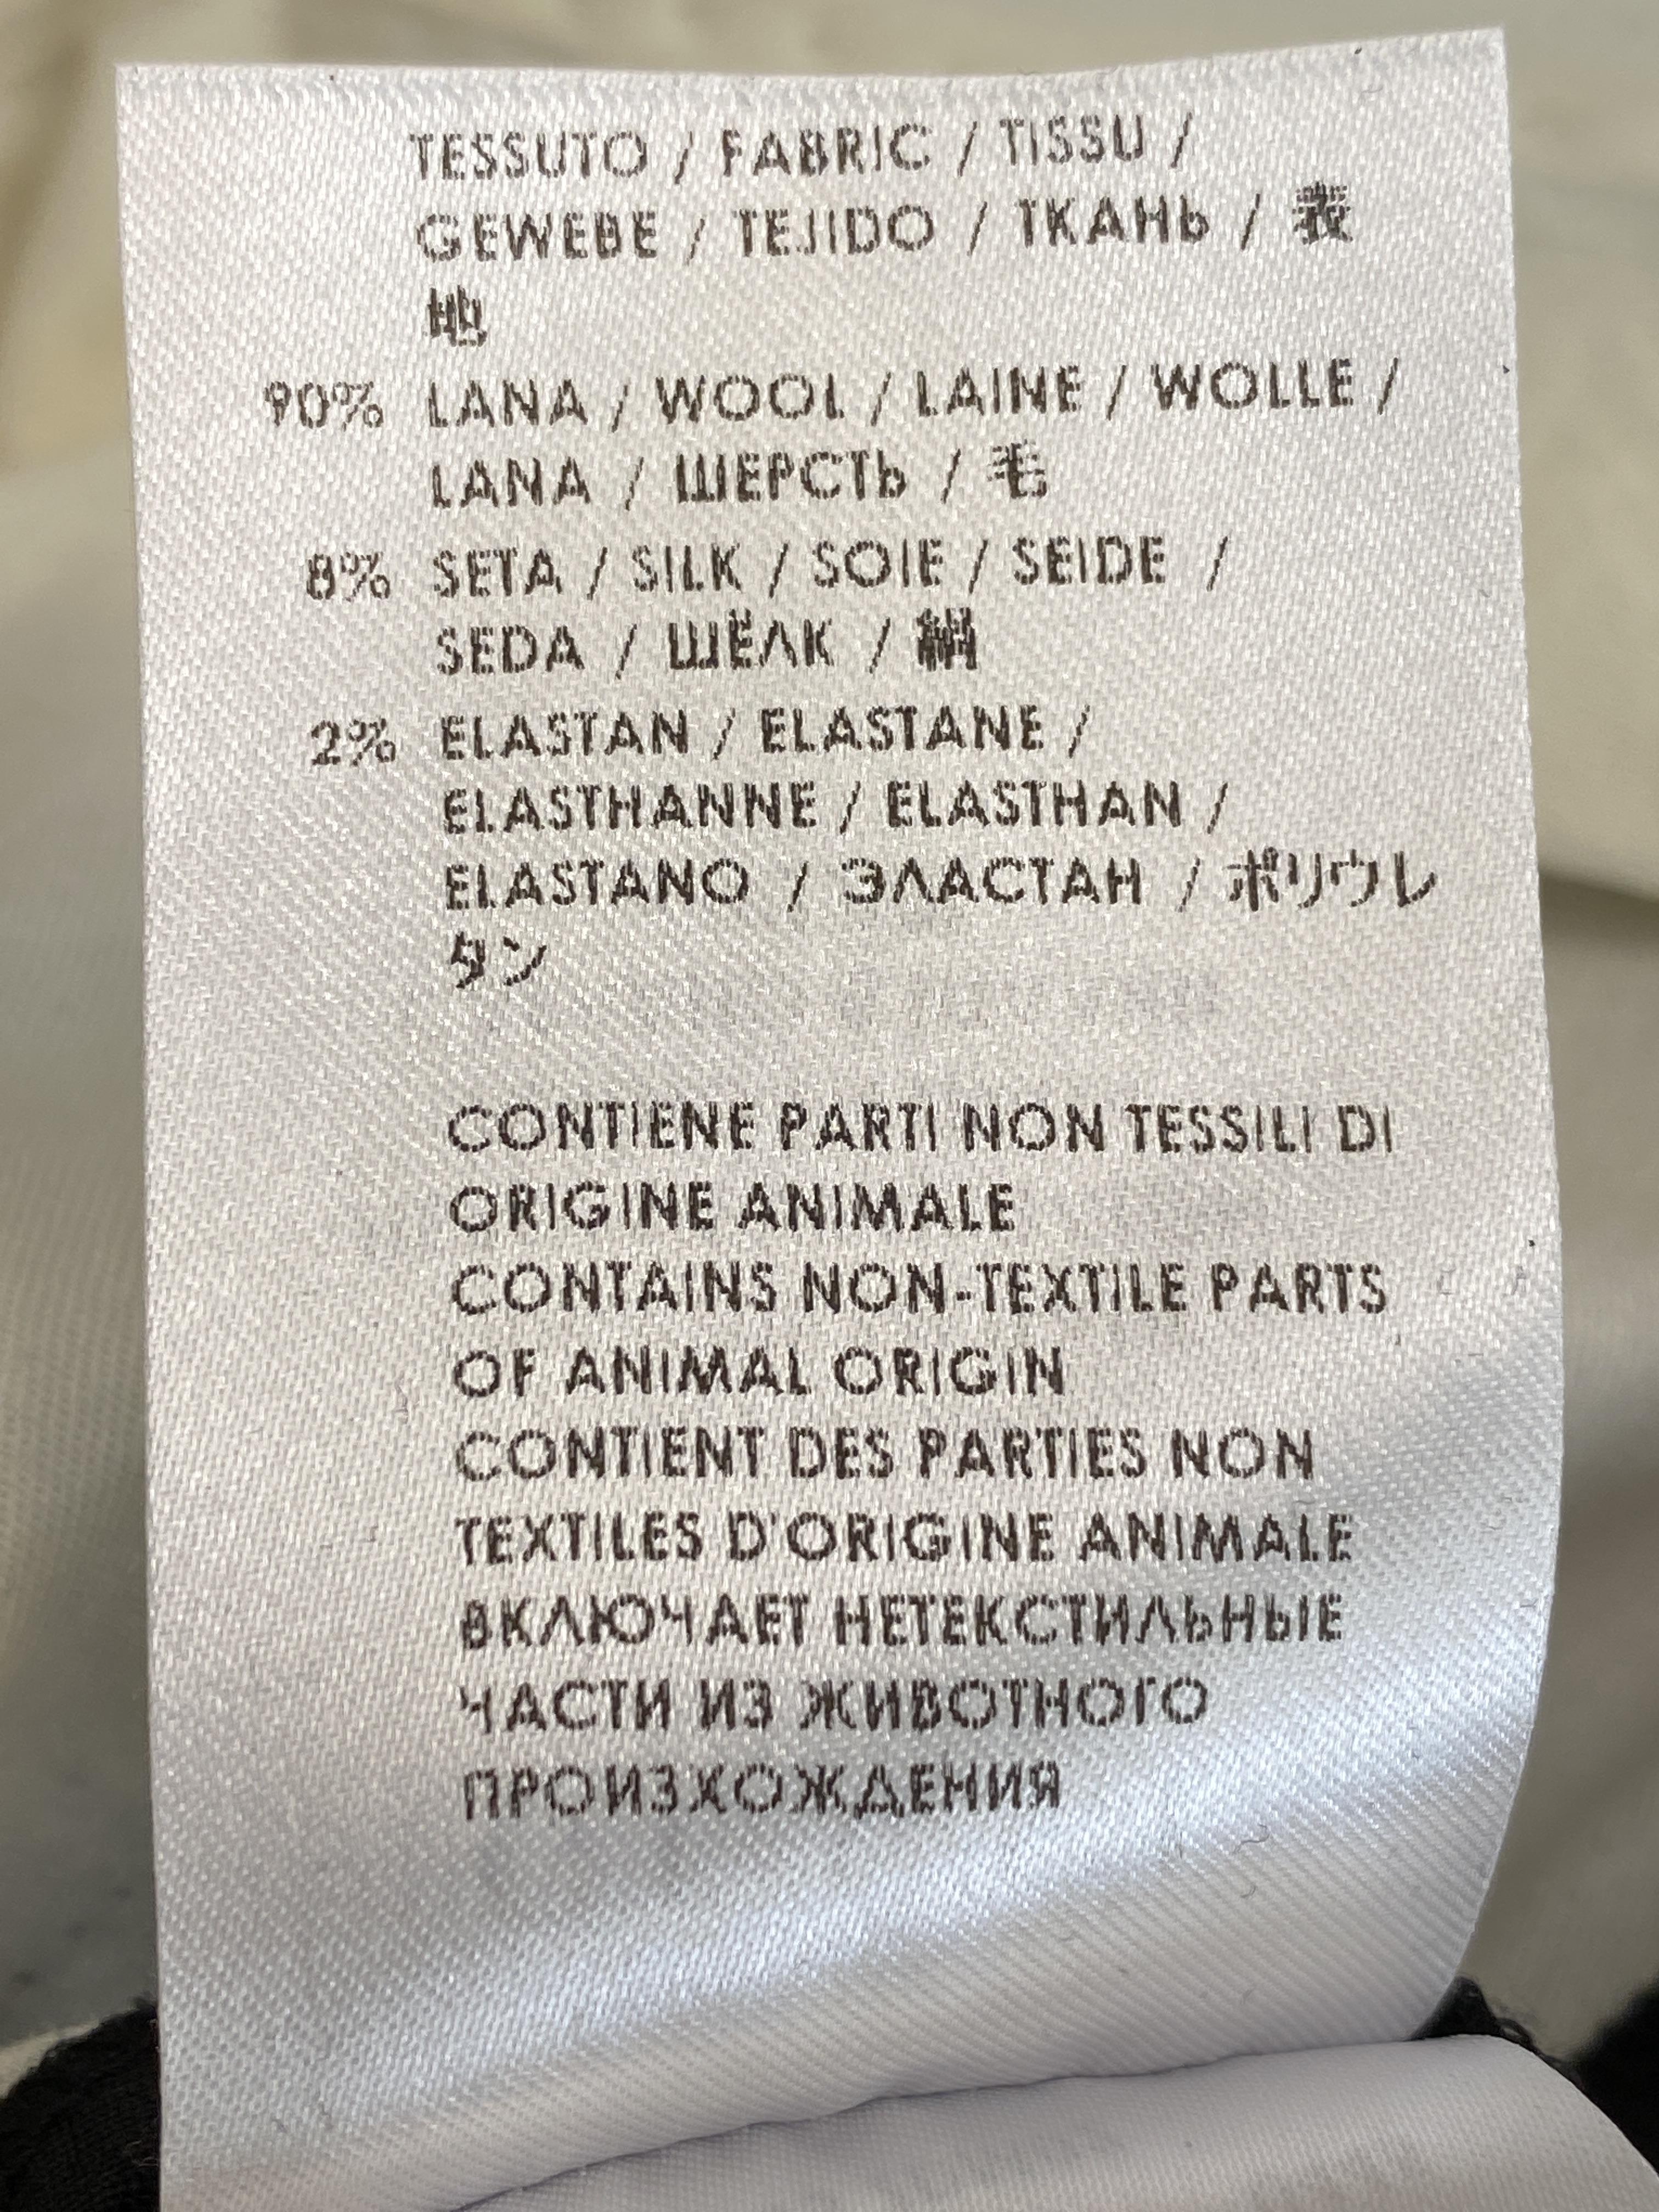 TESSUTO / FABRIC / TISSU /
GEWEBE / TEJIDO / ТКАНЬ / 表
地
90% LANA / WOOL / LAINE / WOLLE /
LANA / ШЕРСТЬ / 毛
8% SETA / SILK / SOIE / SEIDE /
SEDA / ШЁЛК / 絹
2% ELASTAN / ELASTANE /
ELASTHANNE / ELASTHAN /
ELASTANO / ЭЛАСТАН / ポリウレ
タン
CONTIENE PARTI NON TESSILI DI
ORIGINE ANIMALE
CONTAINS NON-TEXTILE PARTS
OF ANIMAL ORIGIN
CONTIENT DES PARTIES NON
TEXTILES D'ORIGINE ANIMALE
ВКЛЮЧАЕТ НЕТЕКСТИЛЬНЫЕ
ЧАСТИ ИЗ ЖИВОТНОГО
ПРОИЗХОЖДЕНИЯ